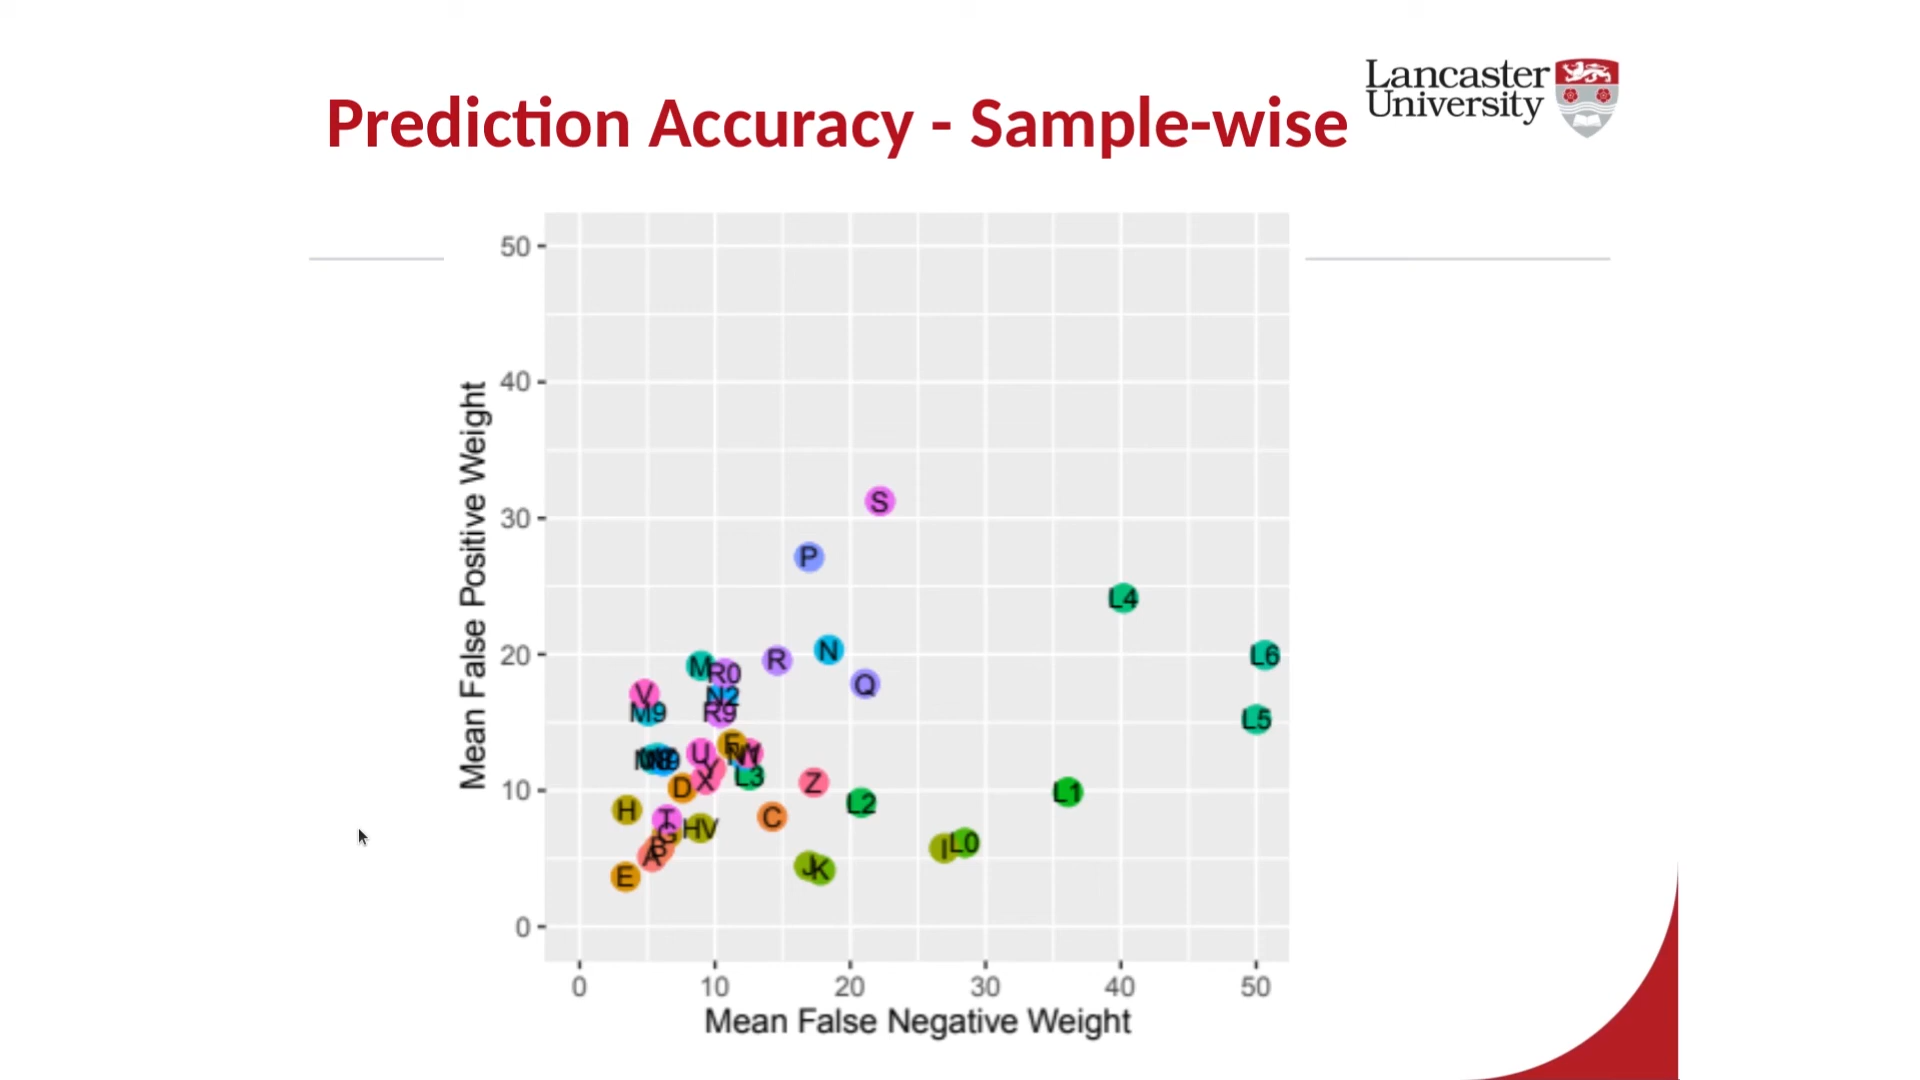 Prediction Accuracy - Sample-wise
Lancaster
University
Mean False Positive Weight
50
40
30
20
10
0
S
P
L4
N
R
L6
M
R0
Q
V
N2
M9
R9
L5
F
U
N1
Y
L3
X
Z
D
L1
L2
H
C
T
G
HV
L0
I
B
A
J
K
E
0
10
20
30
40
50
Mean False Negative Weight